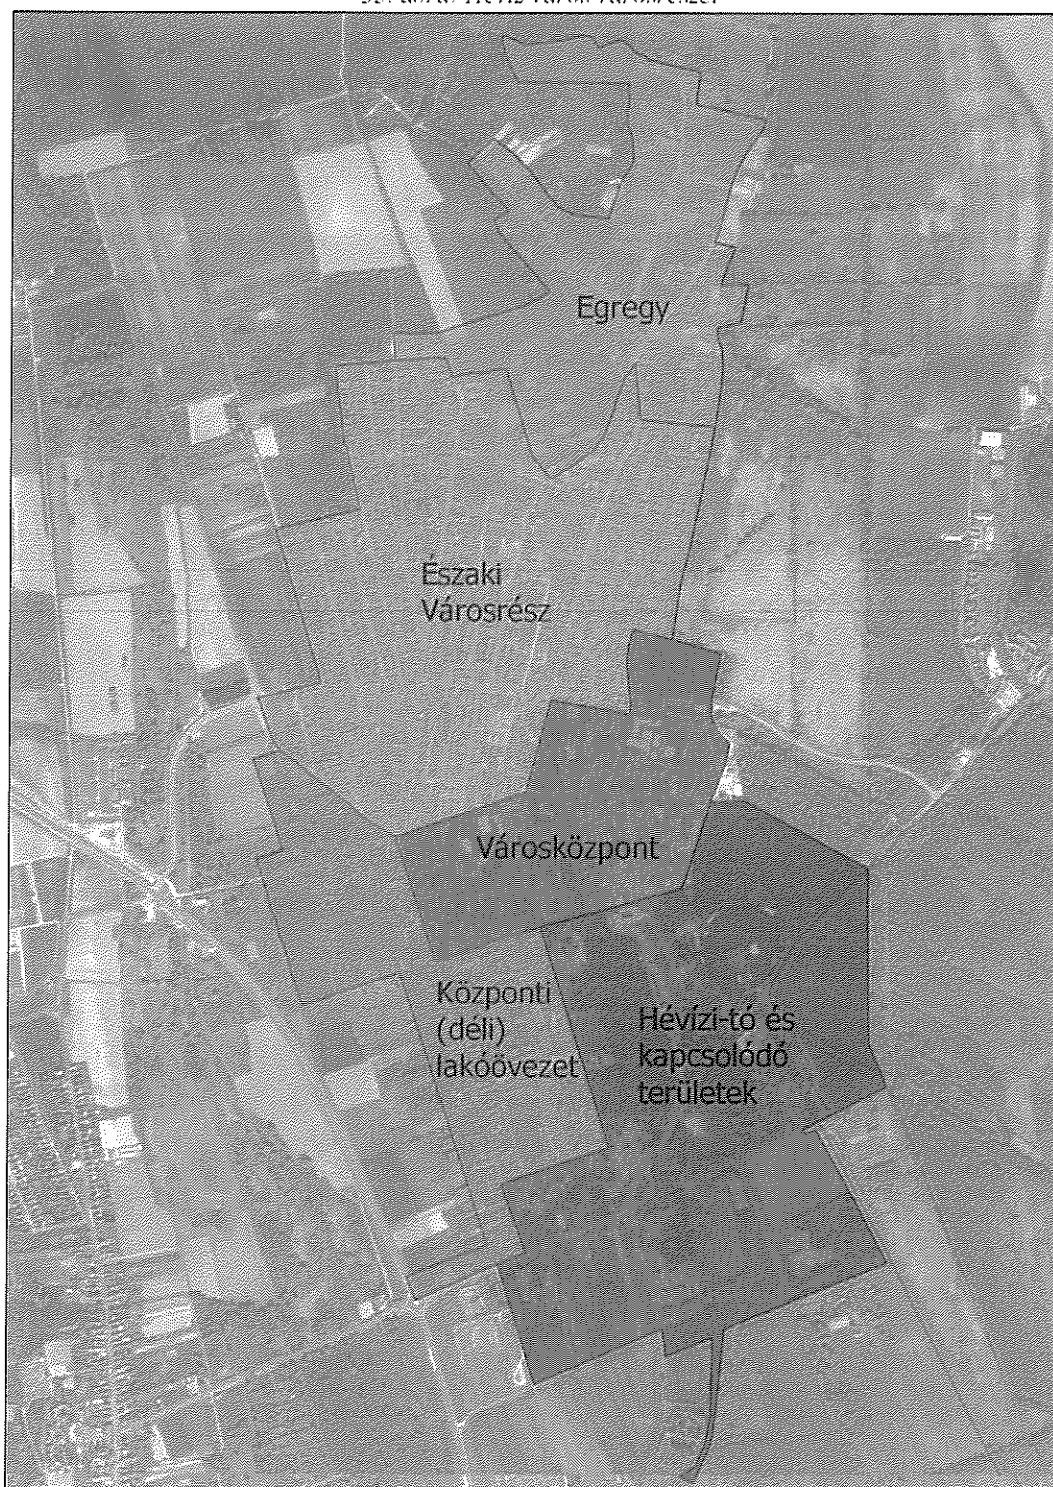 Egregy
Északi
Városrész
Városközpont
Központi
(déli)
lakóövezet
Hévízi-tó és
kapcsolódó
területek